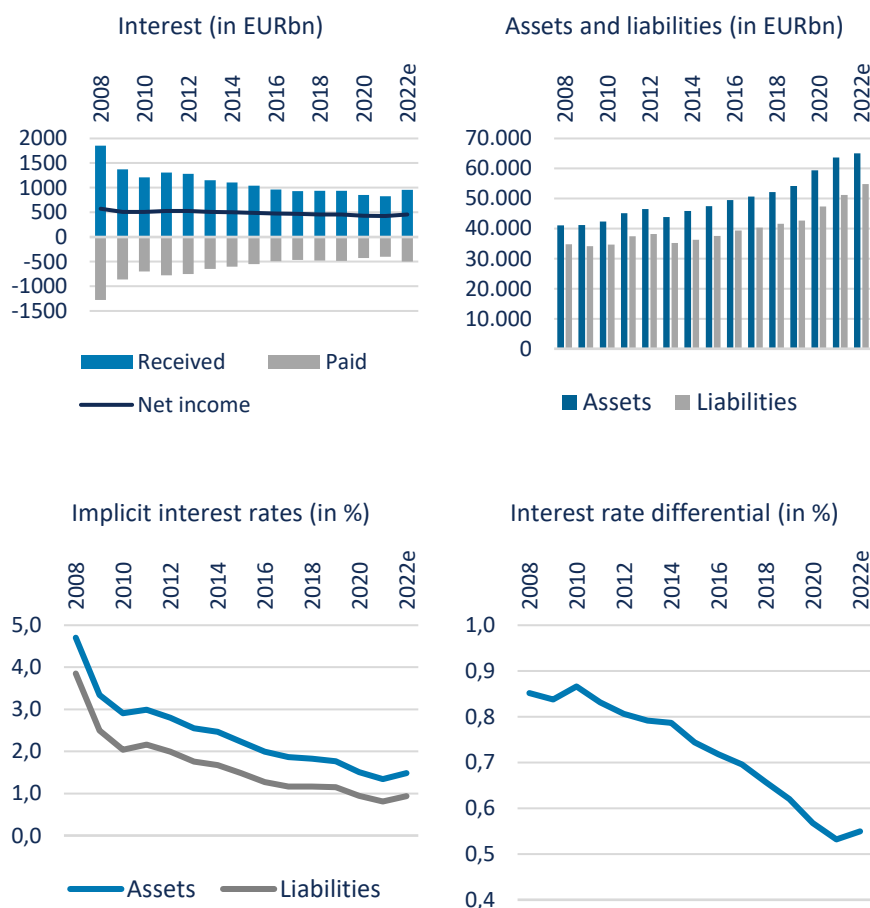 Interest (in EURbn)
2008 2010 2012 2014 2016 2018 2020 2022e
2000
1500
1000
500
0
-500
-1000
-1500
Received Paid
Net income
Assets and liabilities (in EURbn)
2008 2010 2012 2014 2016 2018 2020 2022e
70.000
60.000
50.000
40.000
30.000
20.000
10.000
0
Assets Liabilities
Implicit interest rates (in %)
2008 2010 2012 2014 2016 2018 2020 2022e
5,0
4,0
3,0
2,0
1,0
0,0
Assets Liabilities
Interest rate differential (in %)
2008 2010 2012 2014 2016 2018 2020 2022e
1,0
0,9
0,8
0,7
0,6
0,5
0,4